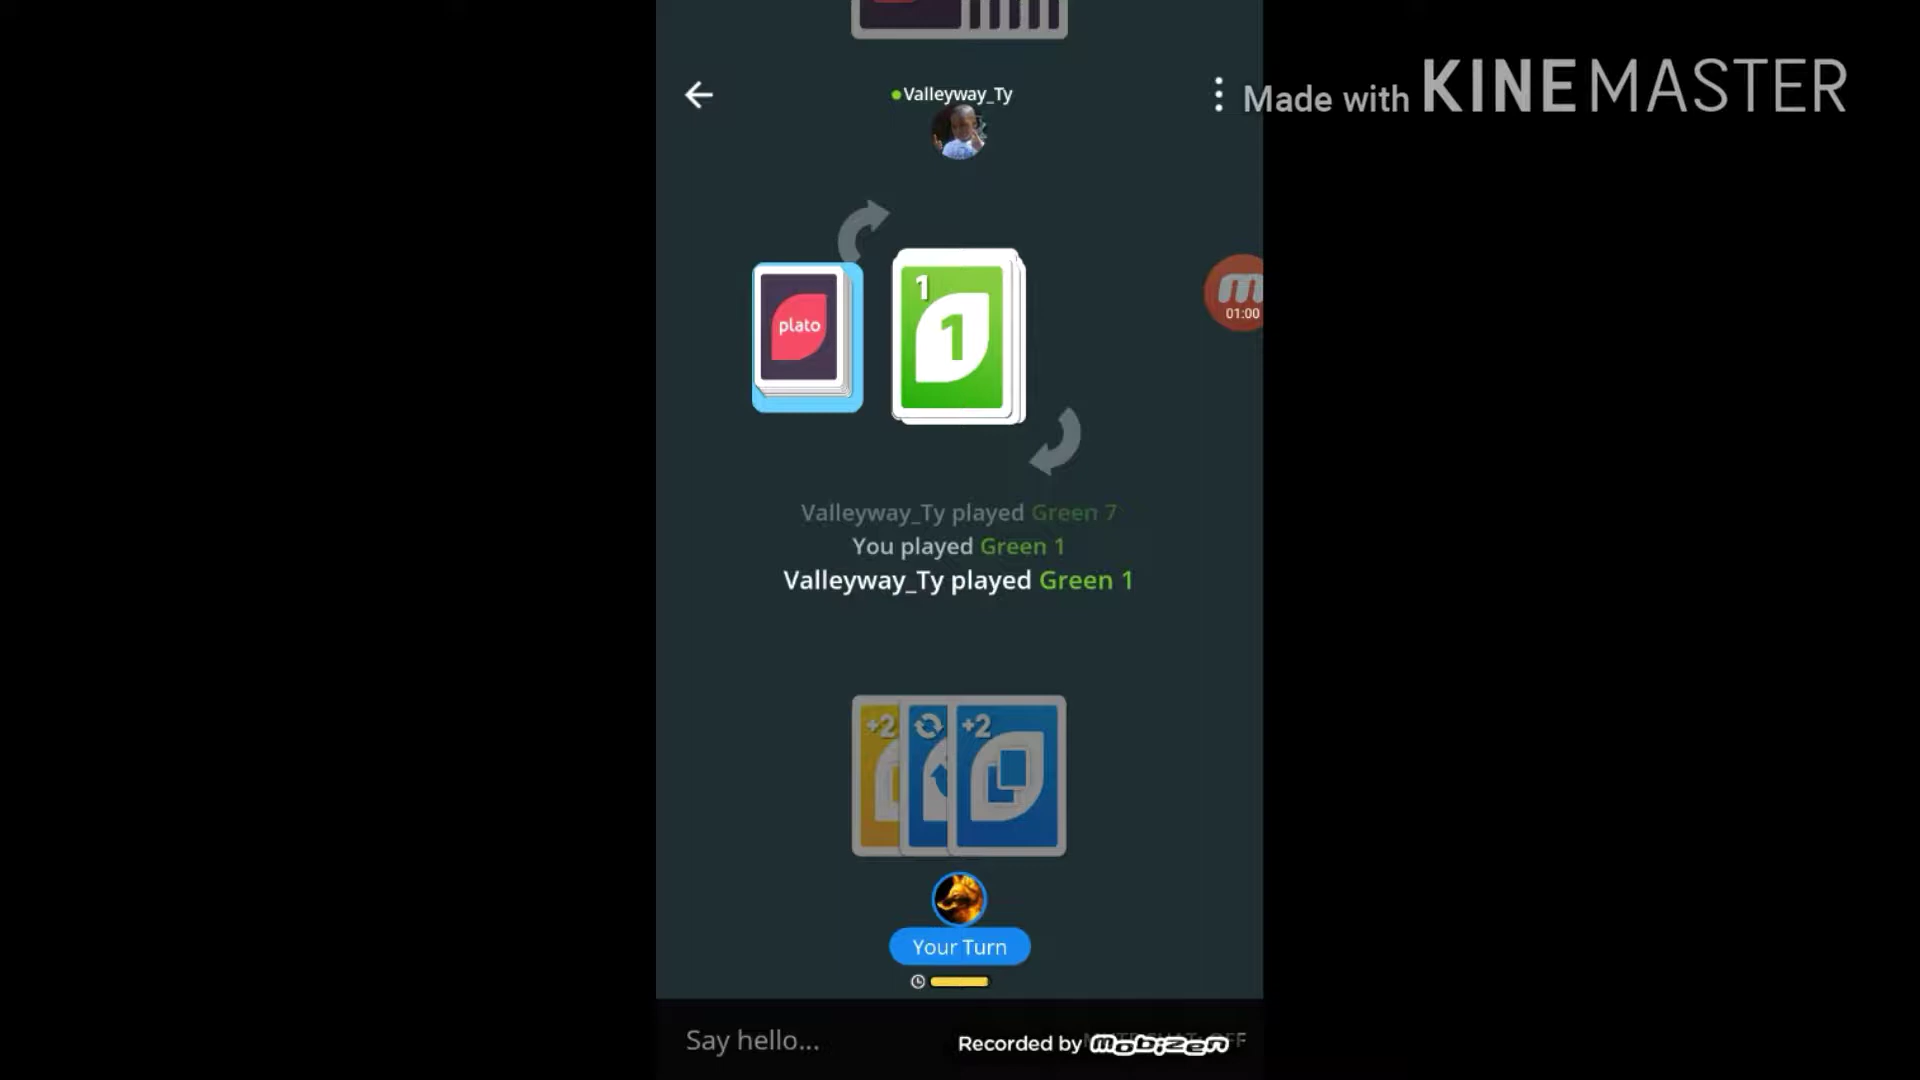 Valleyway_Ty
Made with KINEMASTER
plato
1
1
01:00
Valleyway_Ty played Green 7
You played Green 1
Valleyway_Ty played Green 1
+2
+2
Your Turn
Say hello...
Recorded by mobizen